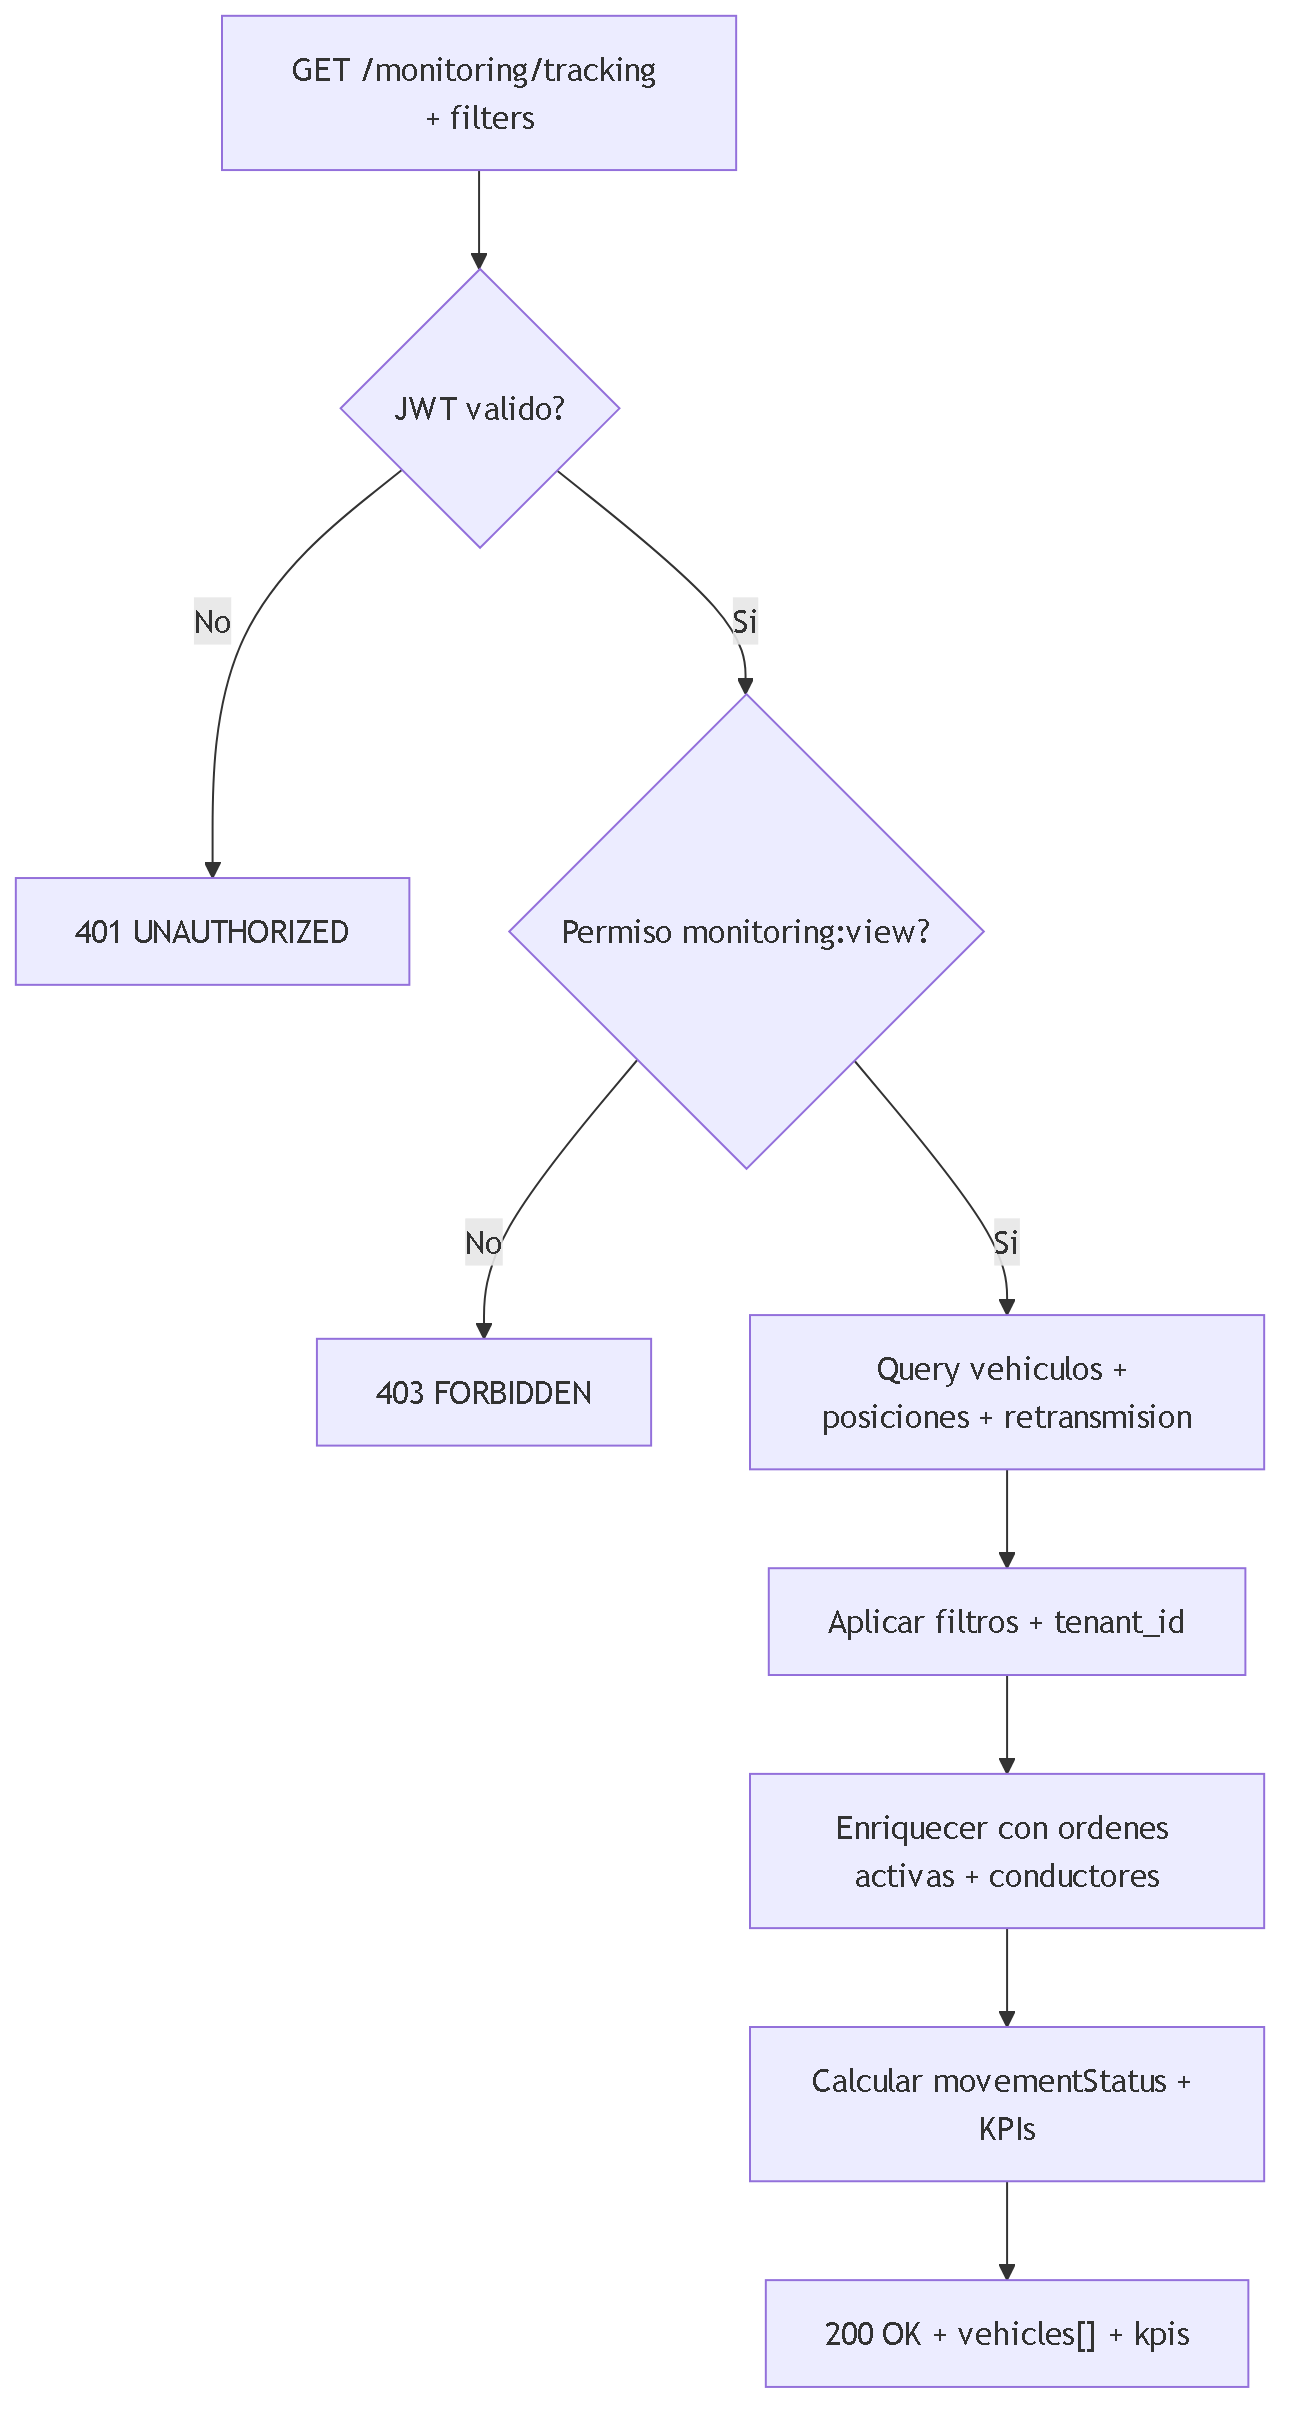 GET /monitoring/tracking
+ filters
JWT valido?
No
Si
401 UNAUTHORIZED
Permiso monitoring:view?
No
Si
403 FORBIDDEN
Query vehiculos +
posiciones + retransmision
Aplicar filtros + tenant_id
Enriquecer con ordenes
activas + conductores
Calcular movementStatus +
KPIs
200 OK + vehicles[] + kpis